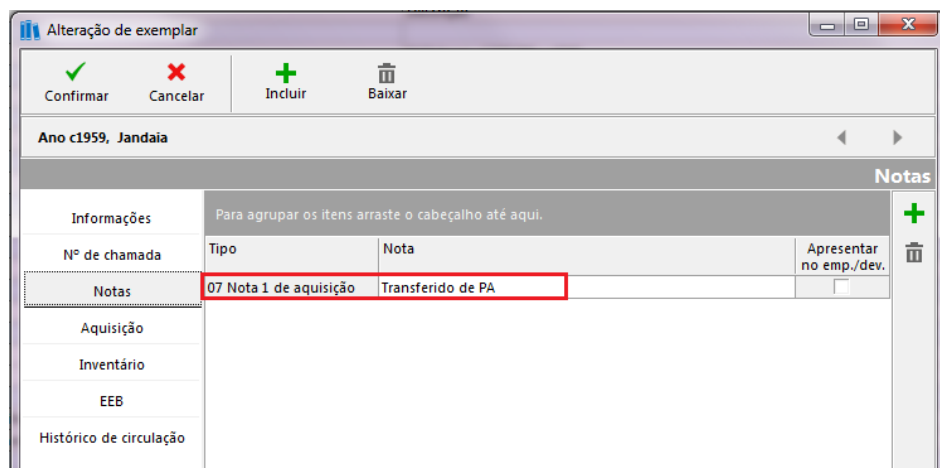 Alteração de exemplar
Confirmar Cancelar Incluir Baixar
Ano c1959, Jandaia
Notas
Informações
Nº de chamada
Notas
Aquisição
Inventário
EEB
Histórico de circulação
Para agrupar os itens arraste o cabeçalho até aqui.
Tipo Nota Apresentar
no emp./dev.
07 Nota 1 de aquisição Transferido de PA